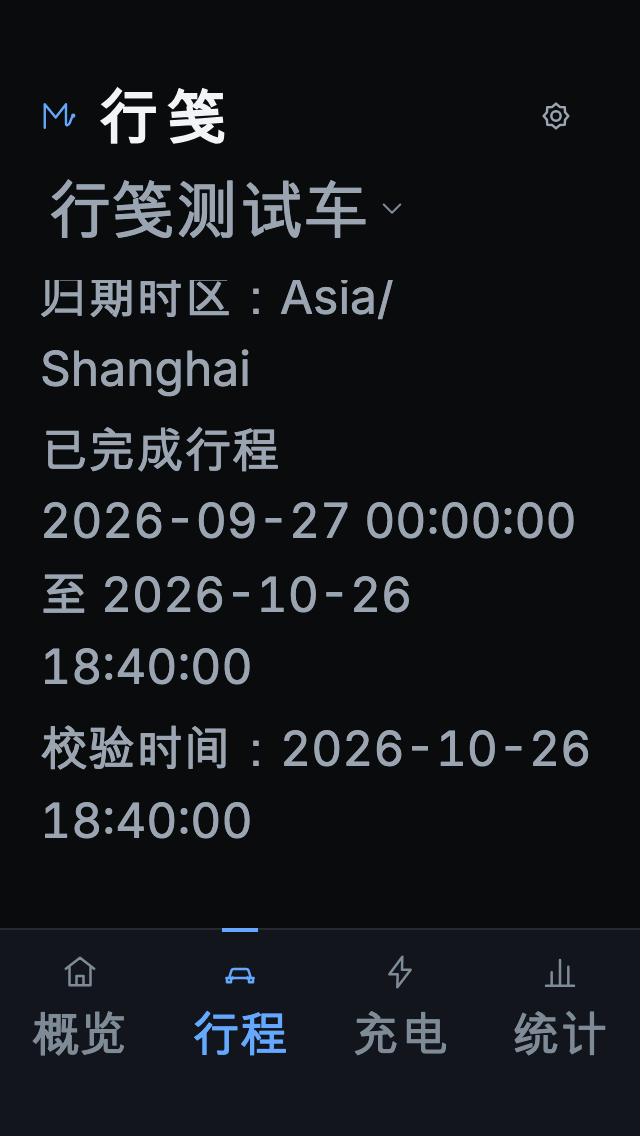 行笺
行笺测试车
归期时区：Asia/
Shanghai
已完成行程
2026-09-27 00:00:00
至 2026-10-26
18:40:00
校验时间：2026-10-26
18:40:00
概览 行程 充电 统计